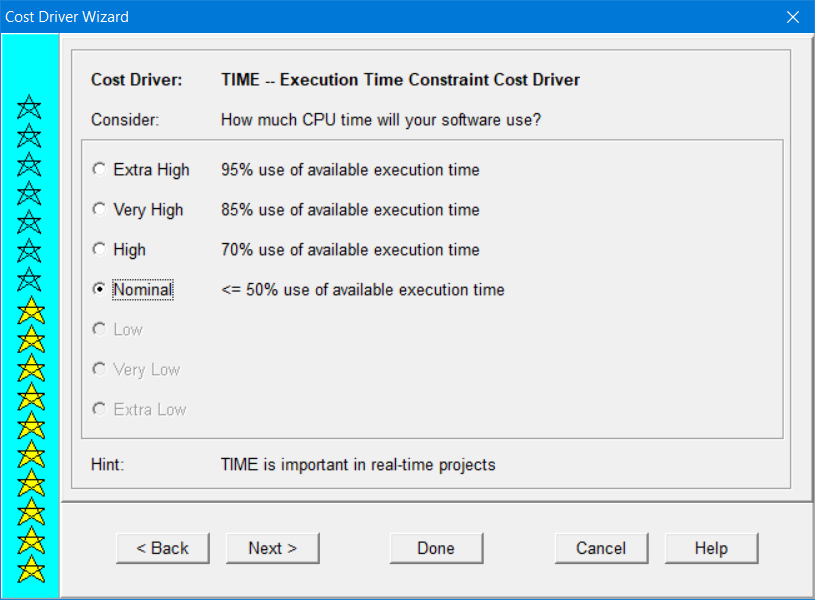 Cost Driver Wizard
Cost Driver: TIME -- Execution Time Constraint Cost Driver
Consider: How much CPU time will your software use?
Extra High 95% use of available execution time
Very High 85% use of available execution time
High 70% use of available execution time
Nominal <= 50% use of available execution time
Low
Very Low
Extra Low
Hint: TIME is important in real-time projects
< Back Next > Done Cancel Help